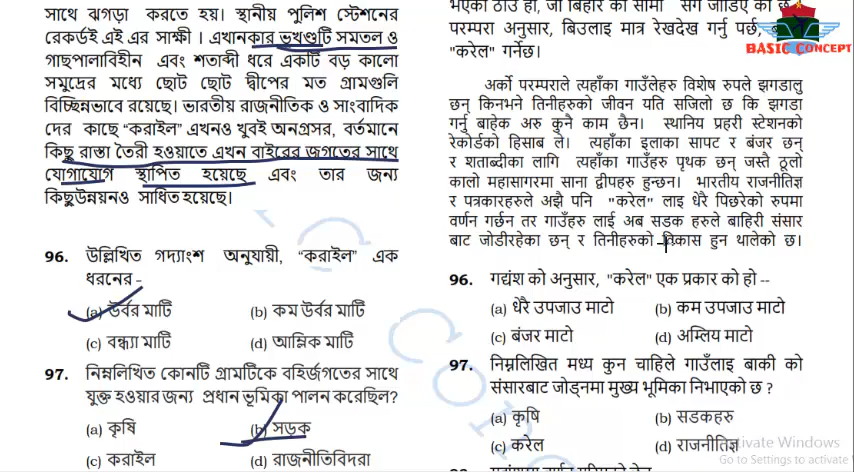 সাথে ঝগড়া করতে হয়। স্থানীয় পুলিশ স্টেশনের
রেকর্ডই এই এর সাক্ষী । এখানকার ভূখণ্ডটি সমতল ও
গাছপালাবিহীন এবং শতাব্দী ধরে একটি বড় কালো
সমুদ্রের মধ্যে ছোট ছোট দ্বীপের মত গ্রামগুলি
বিচ্ছিন্নভাবে রয়েছে। ভারতীয় রাজনীতিক ও সাংবাদিক
দের কাছে “করাইল” এখনও খুবই অনগ্রসর, বর্তমানে
কিছু রাস্তা তৈরী হওয়াতে এখন বাইরের জগতের সাথে
যোগাযোগ স্থাপিত হয়েছে এবং তার জন্য
কিছুউন্নয়নও সাধিত হয়েছে।
96. উল্লিখিত গদ্যাংশ অনুযায়ী, “করাইল” এক
ধরনের –
(a) উর্বর মাটি (b) কম উর্বর মাটি
(c) বন্ধ্যা মাটি (d) আম্লিক মাটি
97. নিম্নলিখিত কোনটি গ্রামটিকে বহির্জগতের সাথে
যুক্ত হওয়ার জন্য প্রধান ভূমিকা পালন করেছিল?
(a) কৃষি (b) সড়ক
(c) করাইল (d) রাজনীতিবিদরা
भएको ठाउँ हो, जो बिहार को सीमा संग जोडिए को छ
परम्परा अनुसार, बिउलाइ मात्र रेखदेख गर्नु पर्छ,
"करेल" गर्नेछ।
BASIC CONCEPT
अर्को परम्पराले त्यहाँका गाउँलेहरु विशेष रुपले झगडालु
छन् किनभने तिनीहरुको जीवन यति सजिलो छ कि झगडा
गर्नु बाहेक अरु कुनै काम छैन। स्थानिय प्रहरी स्टेशनको
रेकोर्डको हिसाब ले। त्यहाँका इलाका सापट र बंजर छन्
र शताब्दीका लागि त्यहाँका गाउँहरु पृथक छन् जस्तै ठूलो
कालो महासागरमा साना द्वीपहरु हुन्छन। भारतीय राजनीतिज्ञ
र पत्रकारहरुले अझै पनि "करेल" लाइ धेरै पिछरेको रुपमा
वर्णन गर्छन तर गाउँहरु लाई अब सडक हरुले बाहिरी संसार
बाट जोडीरहेका छन् र तिनीहरुको विकास हुन थालेको छ।
96. गद्यंश को अनुसार, "करेल" एक प्रकार को हो --
(a) धेरै उपजाउ माटो (b) कम उपजाउ माटो
(c) बंजर माटो (d) अम्लिय माटो
97. निम्नलिखित मध्य कुन चाहिले गाउँलाइ बाकी को
संसारबाट जोड्नमा मुख्य भूमिका निभाएको छ ?
(a) कृषि (b) सडकहरु
(c) करेल (d) राजनीतिज्ञ
Activate Windows
Go to Settings to activate